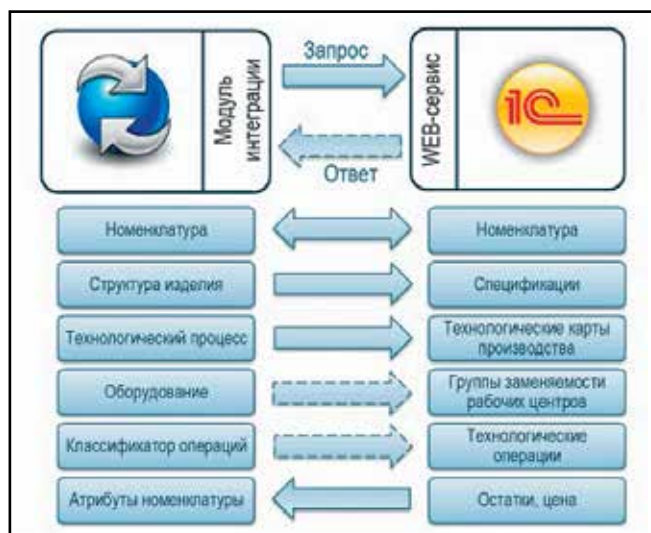 Модуль
интеграции
Запрос
Ответ
WEB-сервис
1С
Номенклатура
Номенклатура
Структура изделия
Спецификации
Технологический процесс
Технологические карты
производства
Оборудование
Группы заменяемости
рабочих центров
Классификатор операций
Технологические
операции
Атрибуты номенклатуры
Остатки, цена